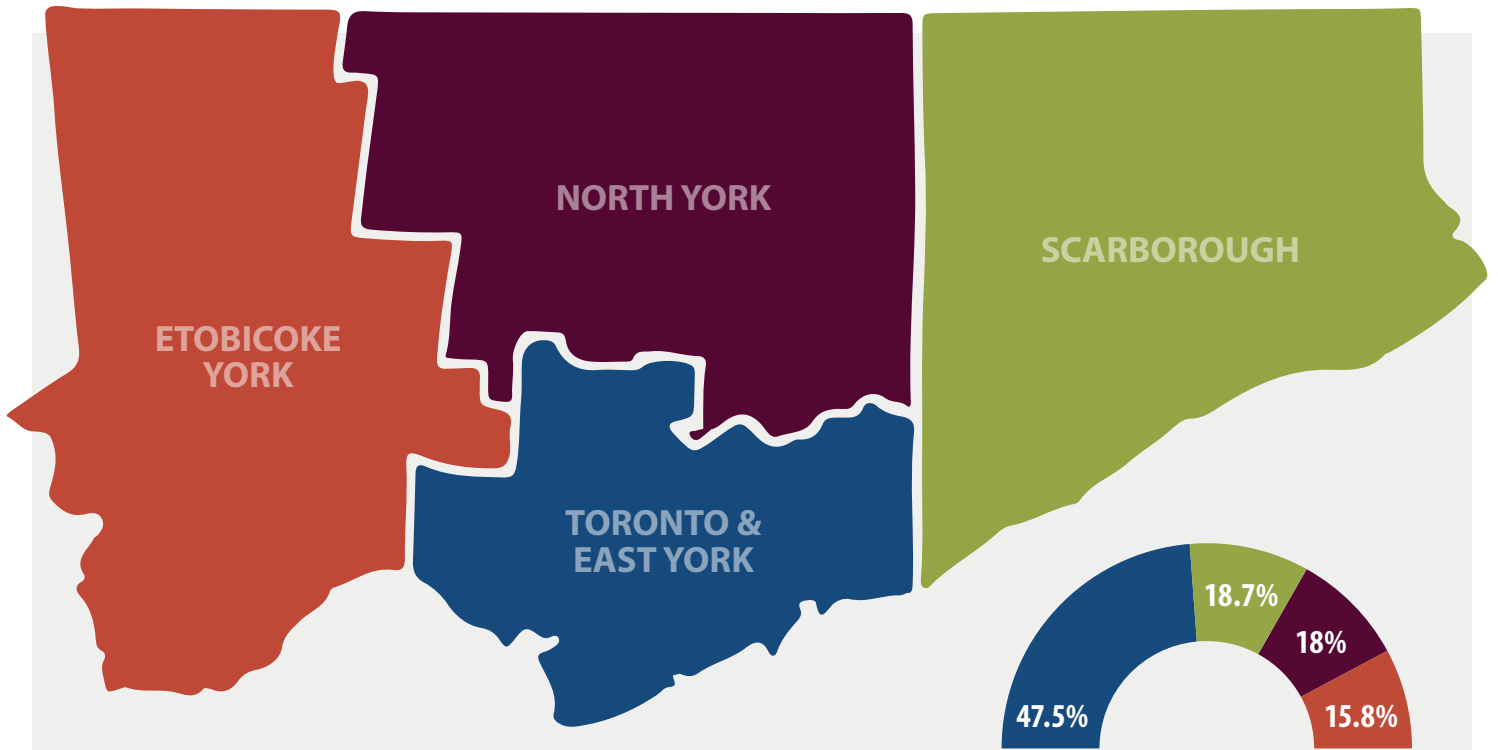 NORTH YORK
SCARBOROUGH
ETOBICOKE
YORK
TORONTO &
EAST YORK
18.7%
18%
47.5%
15.8%